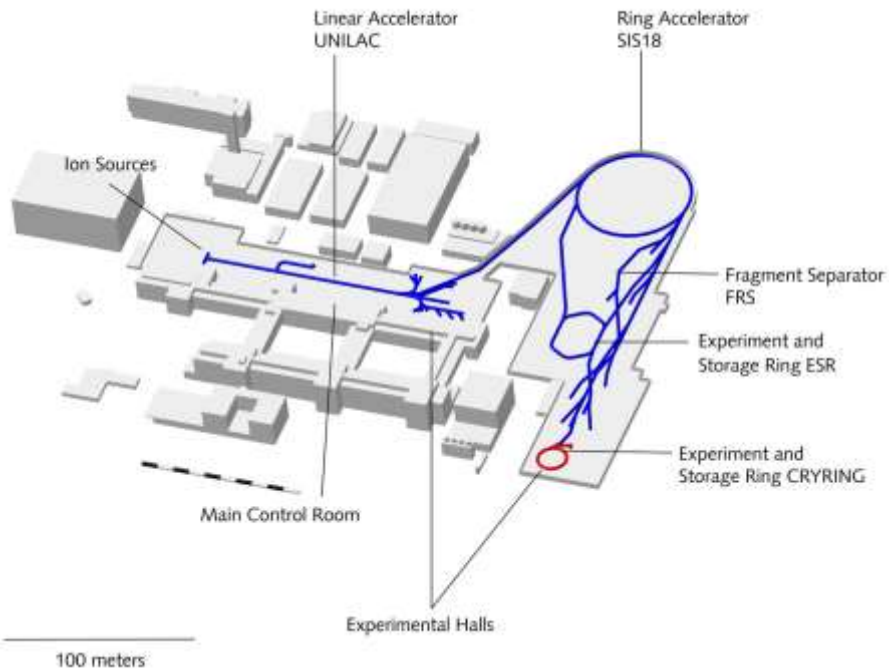 Linear Accelerator
UNILAC
Ring Accelerator
SIS18
Ion Sources
Fragment Separator
FRS
Experiment and
Storage Ring ESR
Experiment and
Storage Ring CRYRING
Main Control Room
Experimental Halls
100 meters